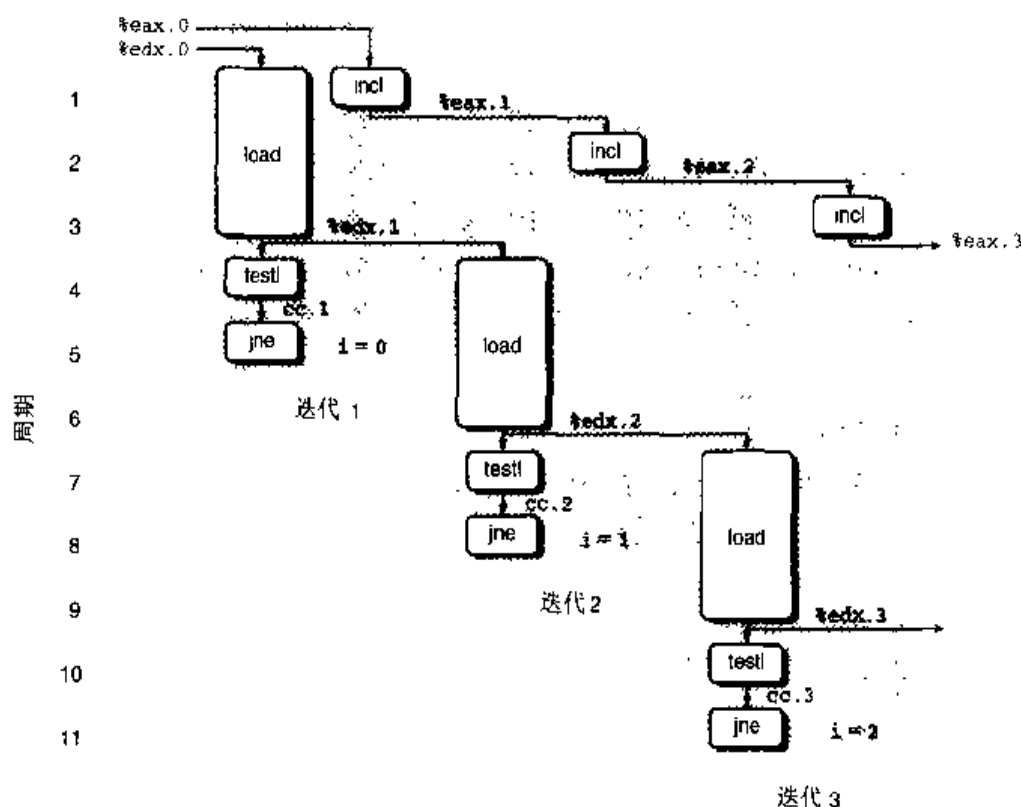 %eax.0
%edx.0
周期
1
2
3
4
5
6
7
8
9
10
11
load
incl
%eax.1
incl
%eax.2
incl
%eax.3
%edx.1
testl
cc.1
jne
i = 0
迭代 1
load
%edx.2
testl
cc.2
jne
i = 1
迭代 2
load
%edx.3
testl
cc.3
jne
i = 2
迭代 3